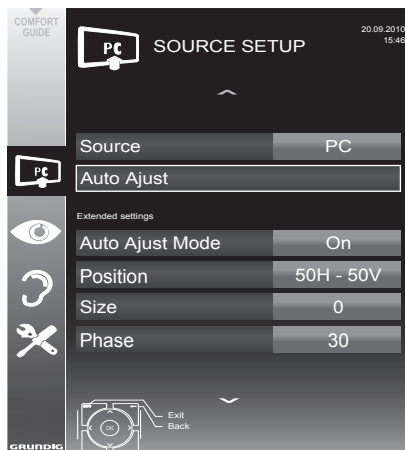 COMFORT
GUIDE
PC
SOURCE SETUP
20.09.2010
15:46
Source PC
PC
Auto Ajust
Extended settings
Auto Ajust Mode On
Position 50H - 50V
Size 0
Phase 30
Exit
Back
OK
GRUNDIG